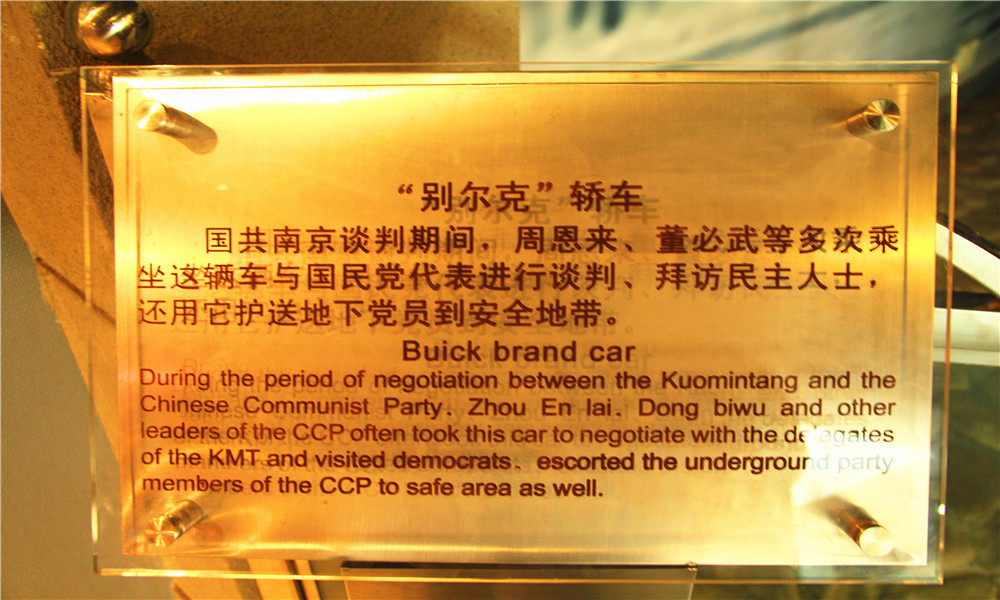 “别尔克”轿车
国共南京谈判期间，周恩来、董必武等多次乘
坐这辆车与国民党代表进行谈判、拜访民主人士，
还用它护送地下党员到安全地带。
Buick brand car
During the period of negotiation between the Kuomintang and the
Chinese Communist Party. Zhou En lai. Dong biwu and other
leaders of the CCP often took this car to negotiate with the delegates
of the KMT and visited democrats. escorted the underground party
members of the CCP to safe area as well.